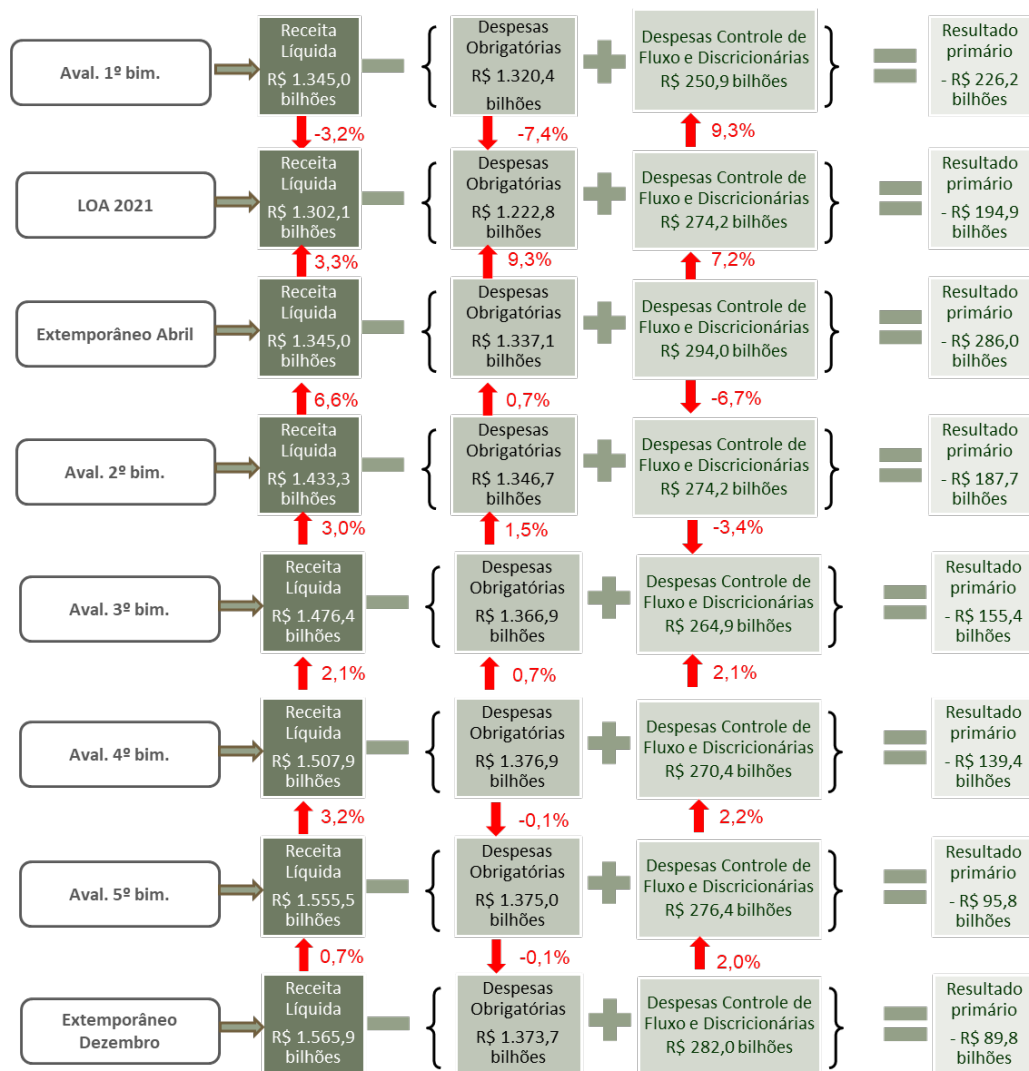 Aval. 1º bim.
Receita
Líquida
R$ 1.345,0
bilhões
Despesas
Obrigatórias
R$ 1.320,4
bilhões
Despesas Controle de
Fluxo e Discricionárias
R$ 250,9 bilhões
Resultado
primário
- R$ 226,2
bilhões
-3,2%
-7,4%
9,3%
LOA 2021
Receita
Líquida
R$ 1.302,1
bilhões
Despesas
Obrigatórias
R$ 1.222,8
bilhões
Despesas Controle de
Fluxo e Discricionárias
R$ 274,2 bilhões
Resultado
primário
- R$ 194,9
bilhões
3,3%
9,3%
7,2%
Extemporâneo Abril
Receita
Líquida
R$ 1.345,0
bilhões
Despesas
Obrigatórias
R$ 1.337,1
bilhões
Despesas Controle de
Fluxo e Discricionárias
R$ 294,0 bilhões
Resultado
primário
- R$ 286,0
bilhões
6,6%
0,7%
-6,7%
Aval. 2º bim.
Receita
Líquida
R$ 1.433,3
bilhões
Despesas
Obrigatórias
R$ 1.346,7
bilhões
Despesas Controle de
Fluxo e Discricionárias
R$ 274,2 bilhões
Resultado
primário
- R$ 187,7
bilhões
3,0%
1,5%
-3,4%
Aval. 3º bim.
Receita
Líquida
R$ 1.476,4
bilhões
Despesas
Obrigatórias
R$ 1.366,9
bilhões
Despesas Controle de
Fluxo e Discricionárias
R$ 264,9 bilhões
Resultado
primário
- R$ 155,4
bilhões
2,1%
0,7%
2,1%
Aval. 4º bim.
Receita
Líquida
R$ 1.507,9
bilhões
Despesas
Obrigatórias
R$ 1.376,9
bilhões
Despesas Controle de
Fluxo e Discricionárias
R$ 270,4 bilhões
Resultado
primário
- R$ 139,4
bilhões
3,2%
-0,1%
2,2%
Aval. 5º bim.
Receita
Líquida
R$ 1.555,5
bilhões
Despesas
Obrigatórias
R$ 1.375,0
bilhões
Despesas Controle de
Fluxo e Discricionárias
R$ 276,4 bilhões
Resultado
primário
- R$ 95,8
bilhões
0,7%
-0,1%
2,0%
Extemporâneo
Dezembro
Receita
Líquida
R$ 1.565,9
bilhões
Despesas
Obrigatórias
R$ 1.373,7
bilhões
Despesas Controle de
Fluxo e Discricionárias
R$ 282,0 bilhões
Resultado
primário
- R$ 89,8
bilhões